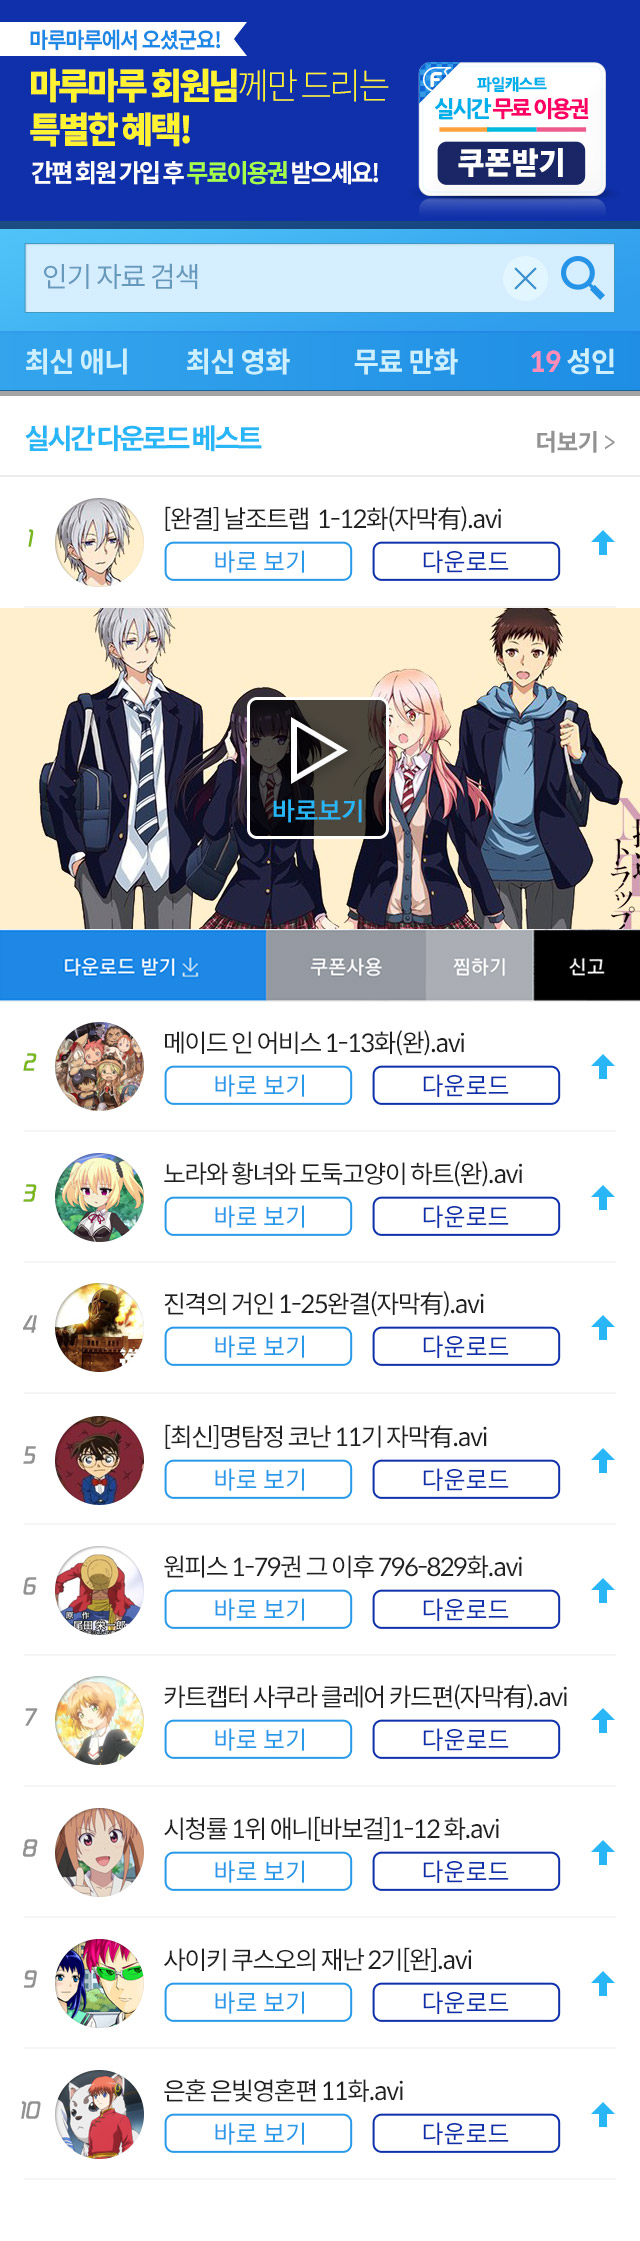 마루마루에서 오셨군요!
마루마루 회원님께만 드리는
특별한 혜택!
간편 회원 가입 후 무료이용권 받으세요!
파일캐스트
실시간 무료 이용권
쿠폰받기
인기 자료 검색
최신 애니 최신 영화 무료 만화 19 성인
실시간 다운로드 베스트 더보기 >
1 [완결] 날조트랩 1-12화(자막有).avi
바로 보기 다운로드
바로보기
トラップ
다운로드 받기 쿠폰사용 찜하기 신고
2 메이드 인 어비스 1-13화(완).avi
바로 보기 다운로드
3 노라와 황녀와 도둑고양이 하트(완).avi
바로 보기 다운로드
4 진격의 거인 1-25완결(자막有).avi
바로 보기 다운로드
5 [최신]명탐정 코난 11기 자막有.avi
바로 보기 다운로드
6 원피스 1-79권 그 이후 796-829화.avi
原作
尾田栄一郎
바로 보기 다운로드
7 카트캡터 사쿠라 클레어 카드편(자막有).avi
바로 보기 다운로드
8 시청률 1위 애니[바보걸]1-12 화.avi
바로 보기 다운로드
9 사이키 쿠스오의 재난 2기[완].avi
바로 보기 다운로드
10 은혼 은빛영혼편 11화.avi
바로 보기 다운로드